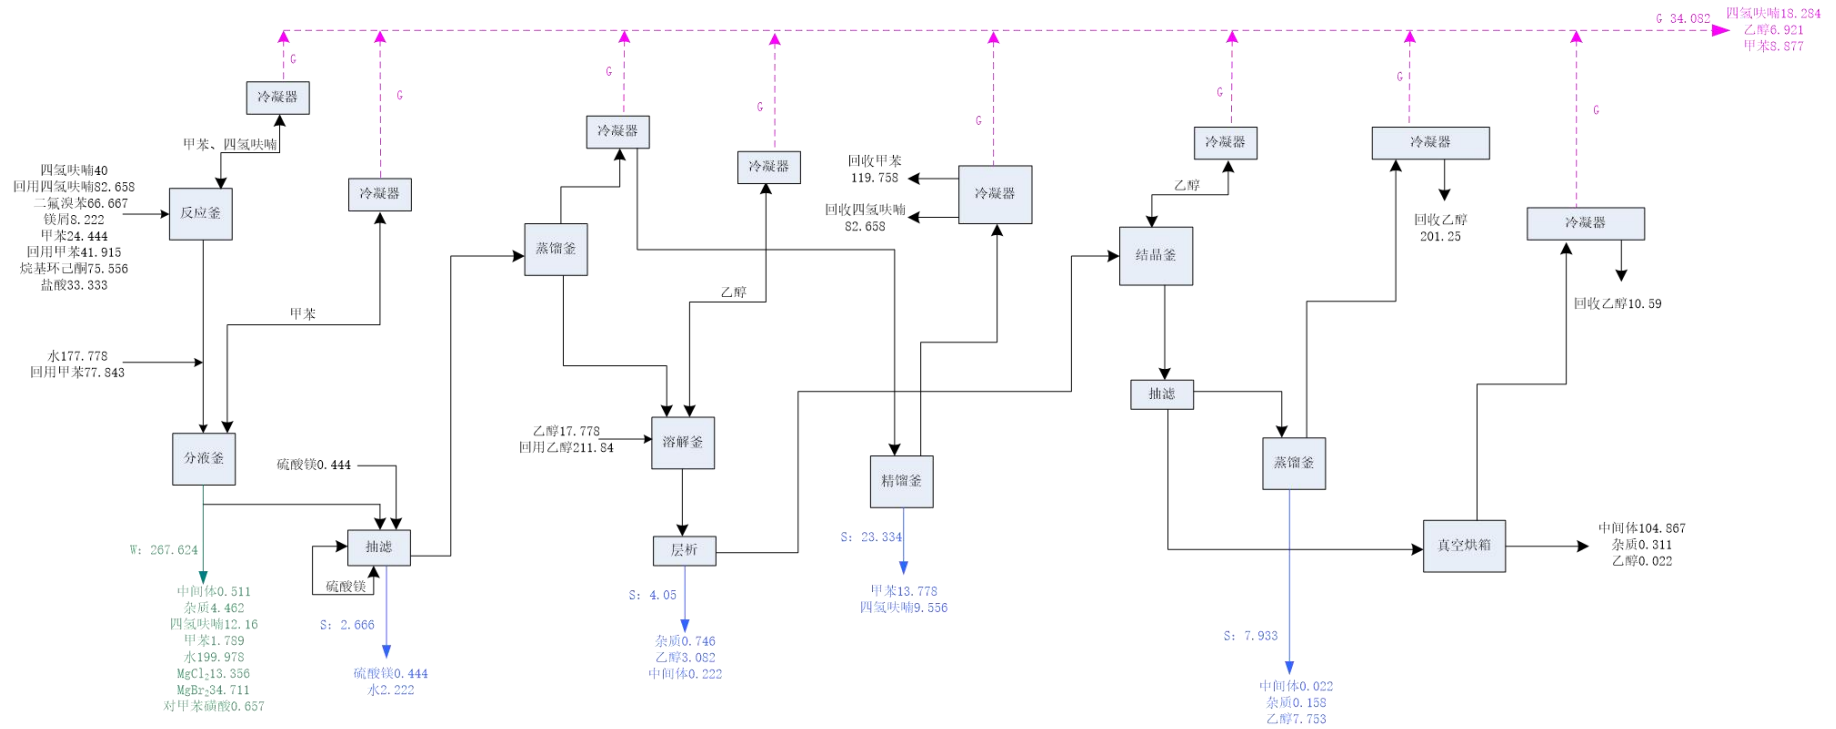 G 34.082
四氢呋喃18.284
乙醇6.921
甲苯8.877
G
冷凝器
甲苯、四氢呋喃
四氢呋喃40
回用四氢呋喃82.658
二氟溴苯66.667
镁屑8.222
甲苯24.444
回用甲苯41.915
烷基环己酮75.556
盐酸33.333
反应釜
G
冷凝器
甲苯
水177.778
回用甲苯77.843
分液釜
W: 267.624
中间体0.511
杂质4.462
四氢呋喃12.16
甲苯1.789
水199.978
MgCl₂13.356
MgBr₂34.711
对甲苯磺酸0.657
硫酸镁0.444
抽滤
硫酸镁
S: 2.666
硫酸镁0.444
水2.222
G
冷凝器
蒸馏釜
G
冷凝器
乙醇
乙醇17.778
回用乙醇211.84
溶解釜
层析
S: 4.05
杂质0.746
乙醇3.082
中间体0.222
G
冷凝器
回收甲苯
119.758
回收四氢呋喃
82.658
精馏釜
S: 23.334
甲苯13.778
四氢呋喃9.556
G
冷凝器
乙醇
结晶釜
抽滤
G
冷凝器
回收乙醇
201.25
蒸馏釜
S: 7.933
中间体0.022
杂质0.158
乙醇7.753
G
冷凝器
回收乙醇10.59
真空烘箱
中间体104.867
杂质0.311
乙醇0.022